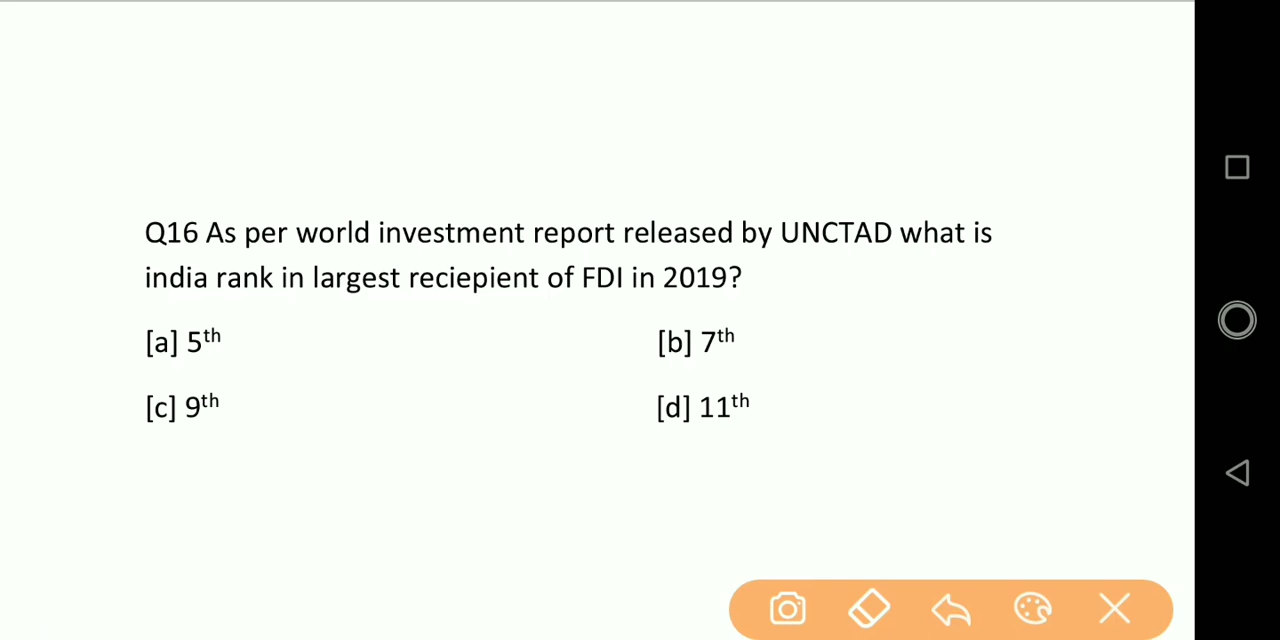 Q16 As per world investment report released by UNCTAD what is
india rank in largest reciepient of FDI in 2019?
[a] 5th
[b] 7th
[c] 9th
[d] 11th